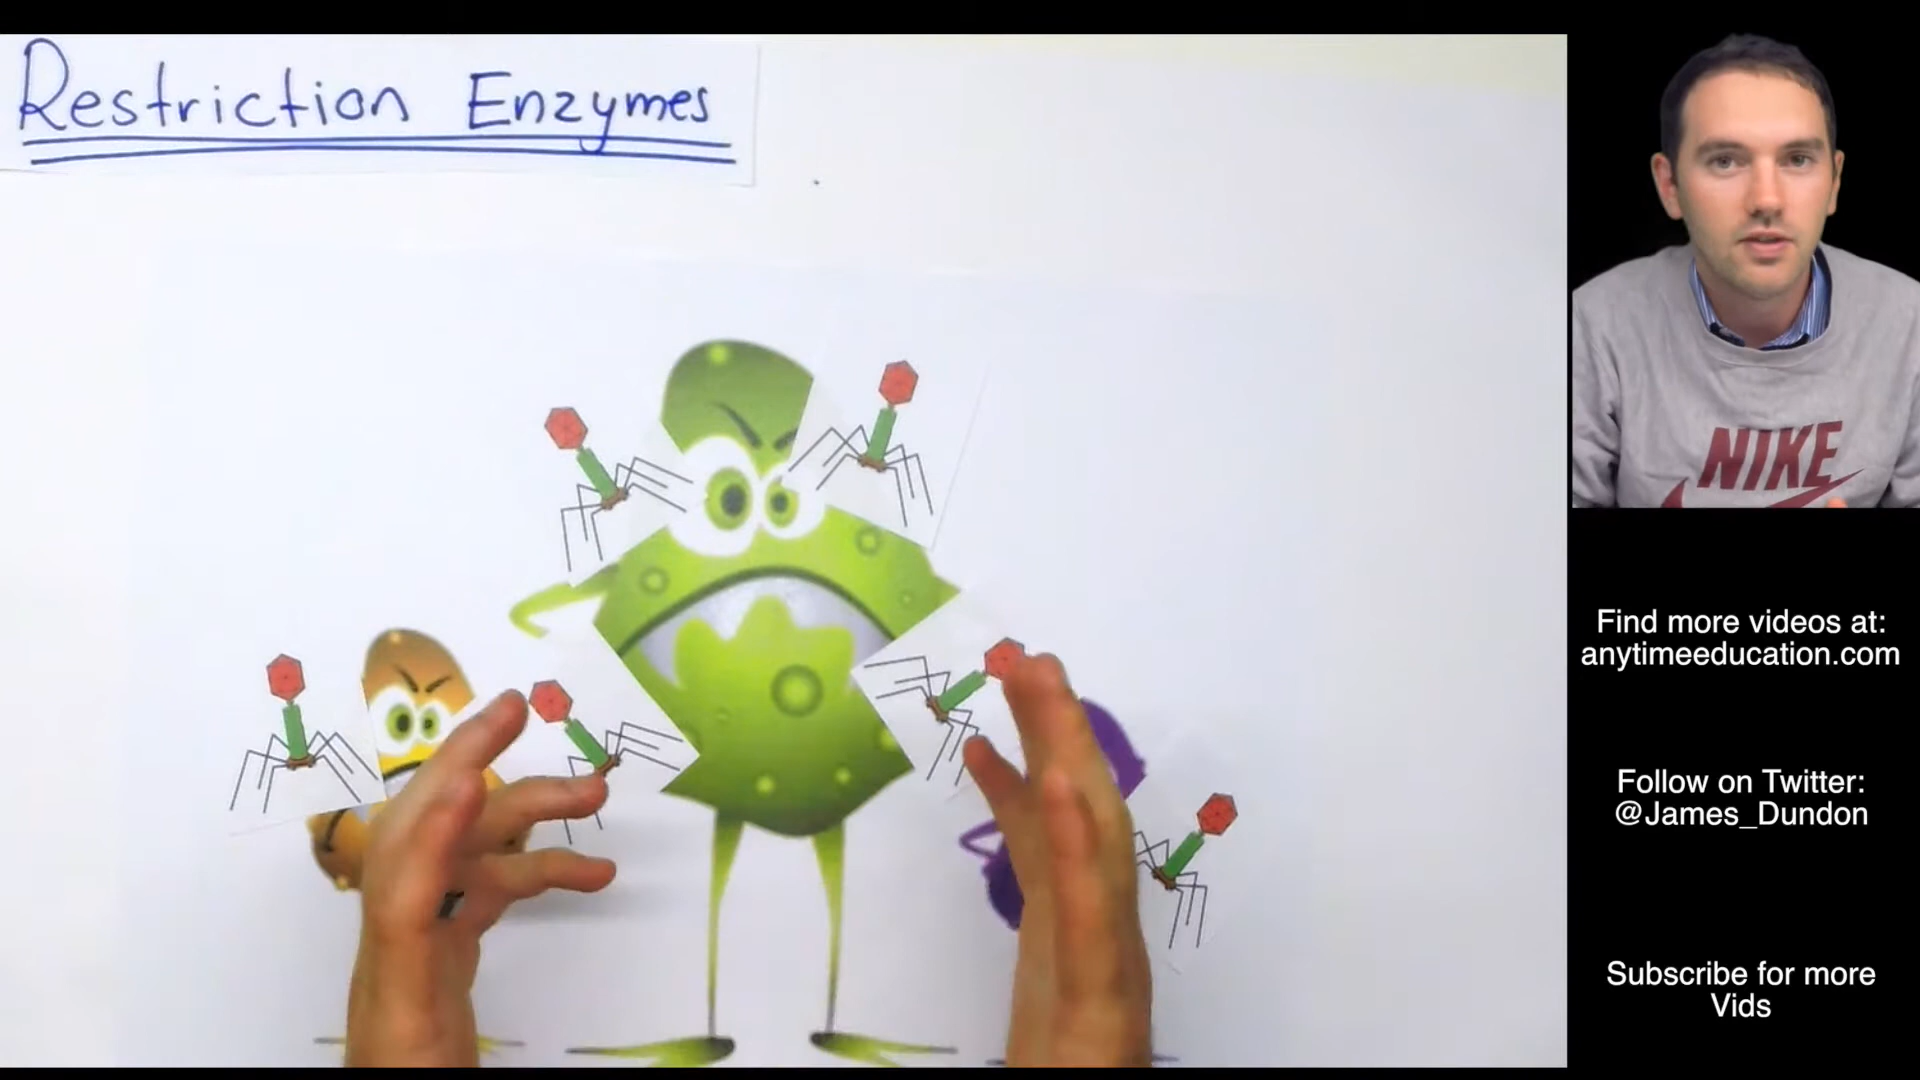 Restriction Enzymes
NIKE
Find more videos at:
anytimeeducation.com
Follow on Twitter:
@James_Dundon
Subscribe for more
Vids